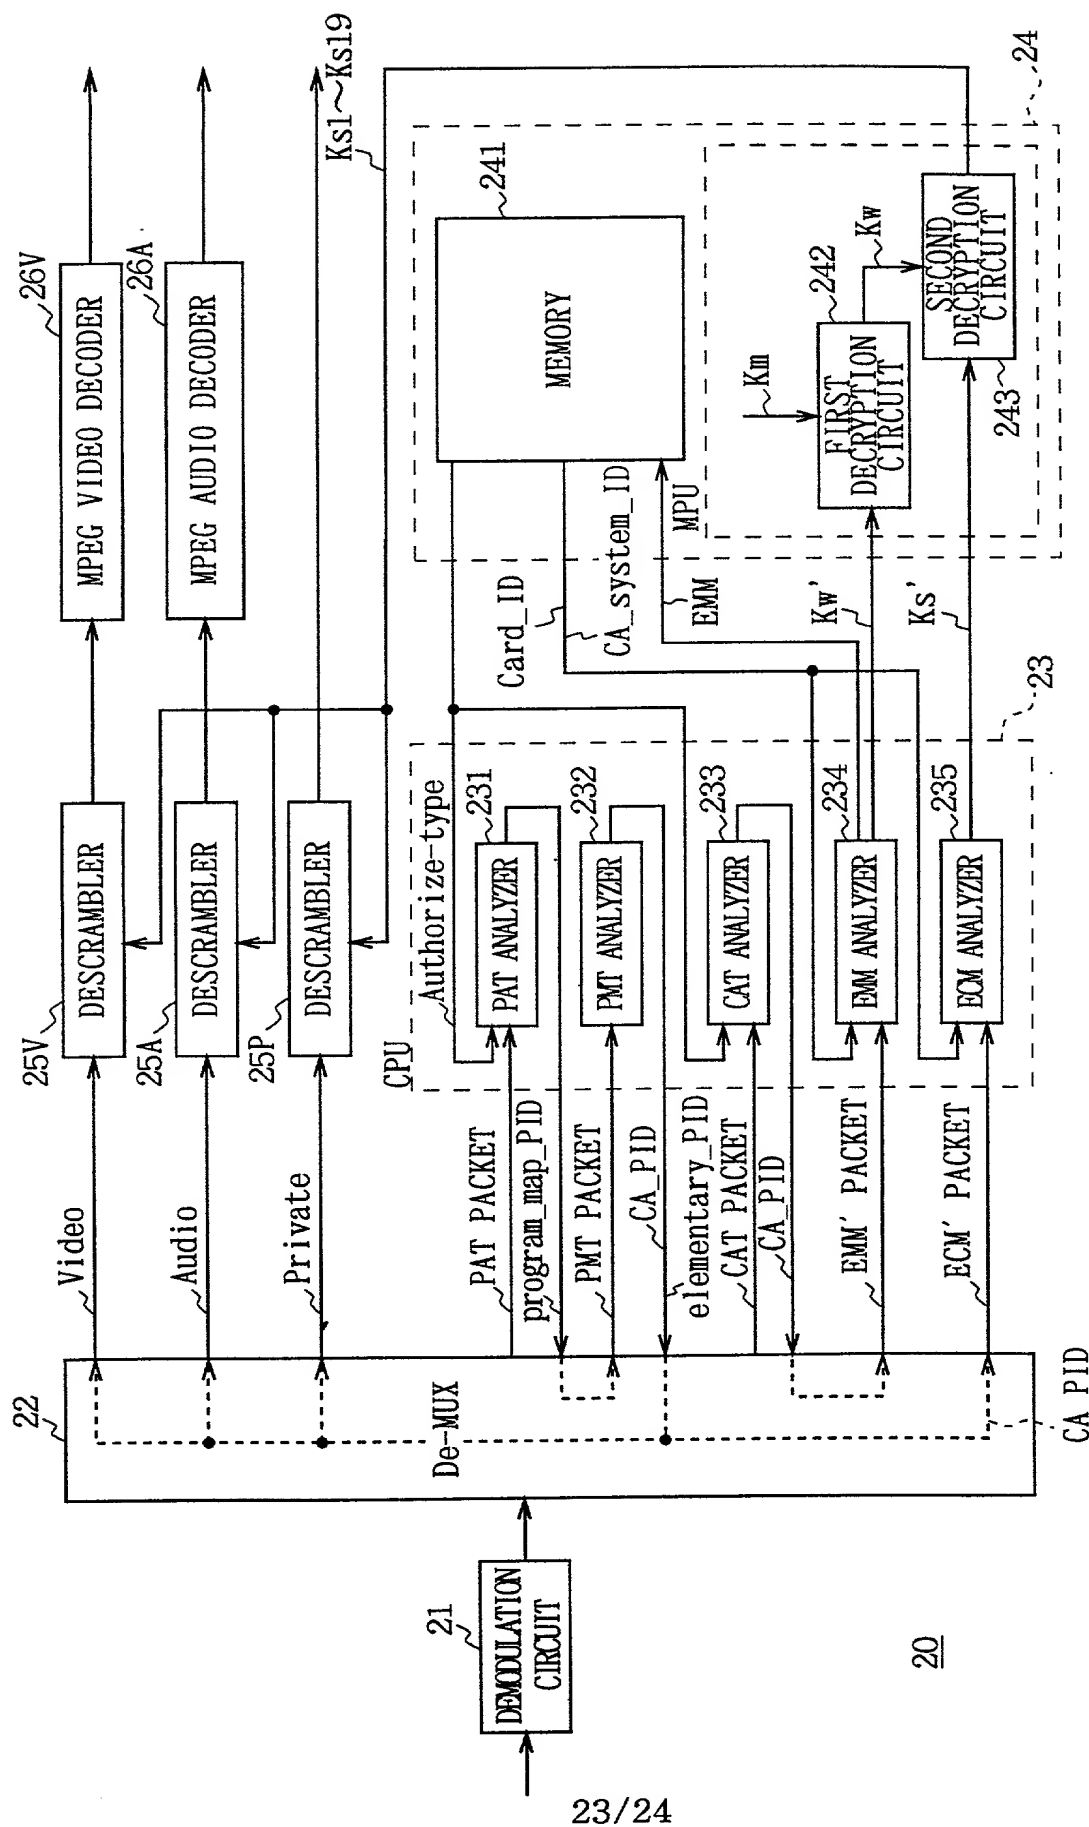 20
21
DEMODULATION
CIRCUIT
22
De-MUX
CA PID
Video
Audio
Private
PAT PACKET
program_map_PID
PMT PACKET
CA_PID
elementary_PID
CAT PACKET
CA_PID
EMM' PACKET
ECM' PACKET
25V
DESCRAMBLER
25A
DESCRAMBLER
25P
DESCRAMBLER
26V
MPEG VIDEO DECODER
26A
MPEG AUDIO DECODER
Ks1~Ks19
CPU
Authorize-type
231
PAT ANALYZER
232
PMT ANALYZER
233
CAT ANALYZER
234
EMM ANALYZER
235
ECM ANALYZER
23
Card_ID
CA_system_ID
EMM
Kw'
Ks'
MPU
241
MEMORY
Km
242
FIRST
DECRYPTION
CIRCUIT
Kw
243
SECOND
DECRYPTION
CIRCUIT
24
23/24